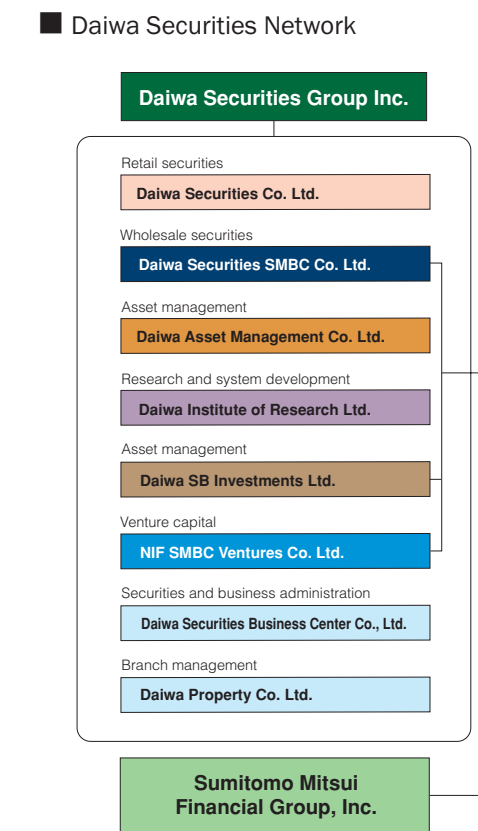 ■ Daiwa Securities Network
Daiwa Securities Group Inc.
Retail securities
Daiwa Securities Co. Ltd.
Wholesale securities
Daiwa Securities SMBC Co. Ltd.
Asset management
Daiwa Asset Management Co. Ltd.
Research and system development
Daiwa Institute of Research Ltd.
Asset management
Daiwa SB Investments Ltd.
Venture capital
NIF SMBC Ventures Co. Ltd.
Securities and business administration
Daiwa Securities Business Center Co., Ltd.
Branch management
Daiwa Property Co. Ltd.
Sumitomo Mitsui
Financial Group, Inc.